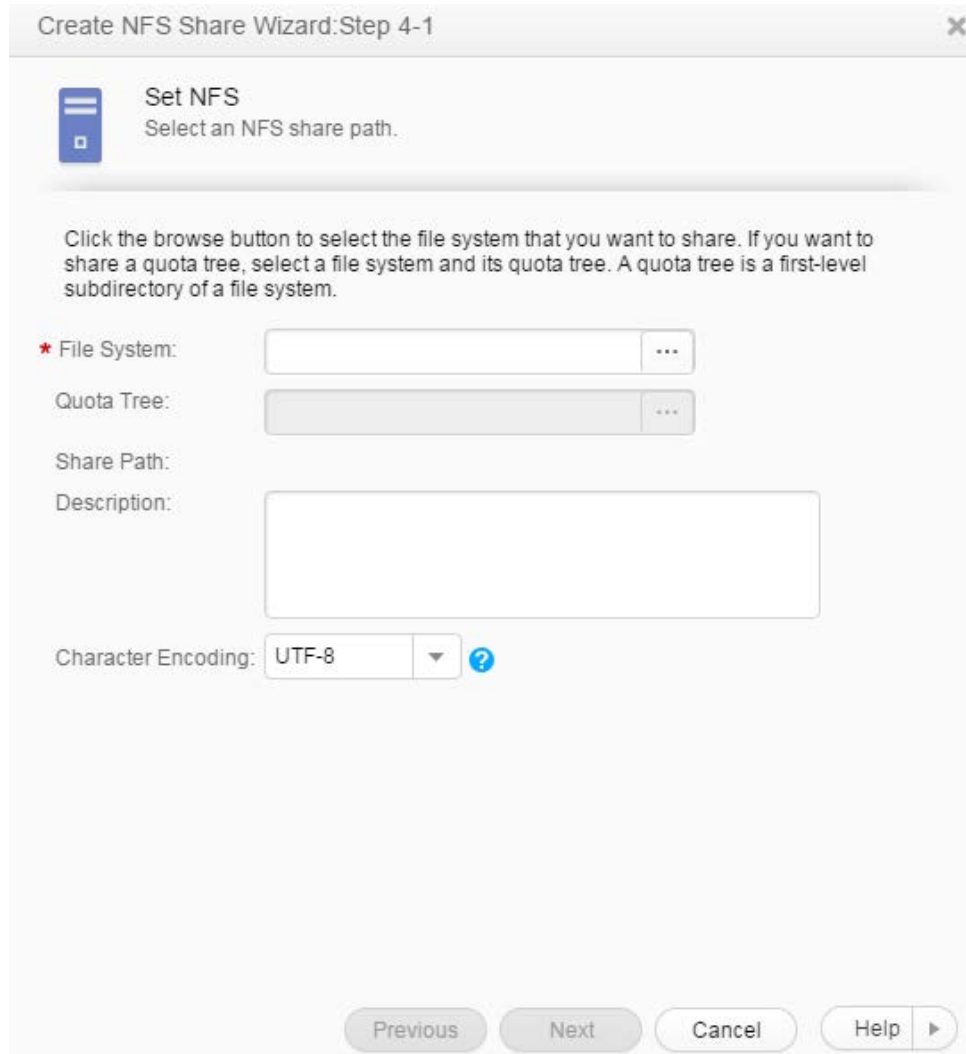 Create NFS Share Wizard:Step 4-1
Set NFS
Select an NFS share path.
Click the browse button to select the file system that you want to share. If you want to
share a quota tree, select a file system and its quota tree. A quota tree is a first-level
subdirectory of a file system.
* File System:
...
Quota Tree:
...
Share Path:
Description:
Character Encoding: UTF-8 ?
Previous Next Cancel Help